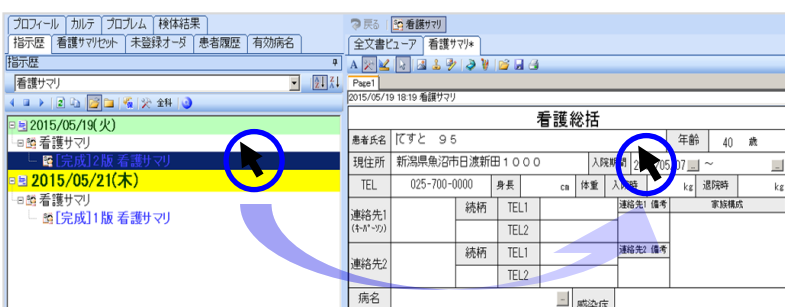 プロフィール カルテ プロブレム 検体結果
指示歴 看護サマリセット 未登録オーダ 患者履歴 有効病名
指示歴
看護サマリ
全科
2015/05/19(火)
看護サマリ
[完成]2版 看護サマリ
2015/05/21(木)
看護サマリ
[完成]1版 看護サマリ
戻る 看護サマリ
全文書ビューア 看護サマリ*
Page1
2015/05/19 18:19 看護サマリ
看護総括
患者氏名 てすと 95 年齢 40 歳
現住所 新潟県魚沼市日渡新田1000 入院期間 ～
TEL 025-700-0000 身長 cm 体重 入院時 kg 退院時 kg
連絡先1 続柄 TEL1 連絡先1 備考 家族構成
(キーパーソン) TEL2
連絡先2 続柄 TEL1 連絡先2 備考
TEL2
病名 感染症